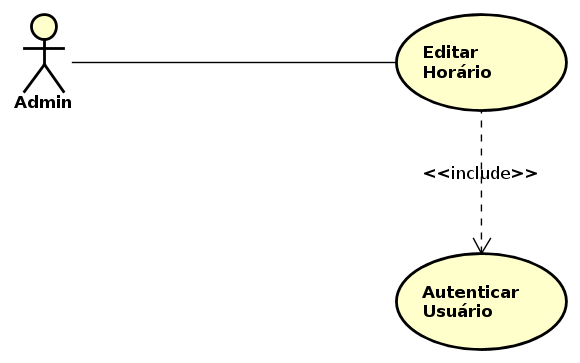 Editar
Horário
Admin
<<include>>
Autenticar
Usuário